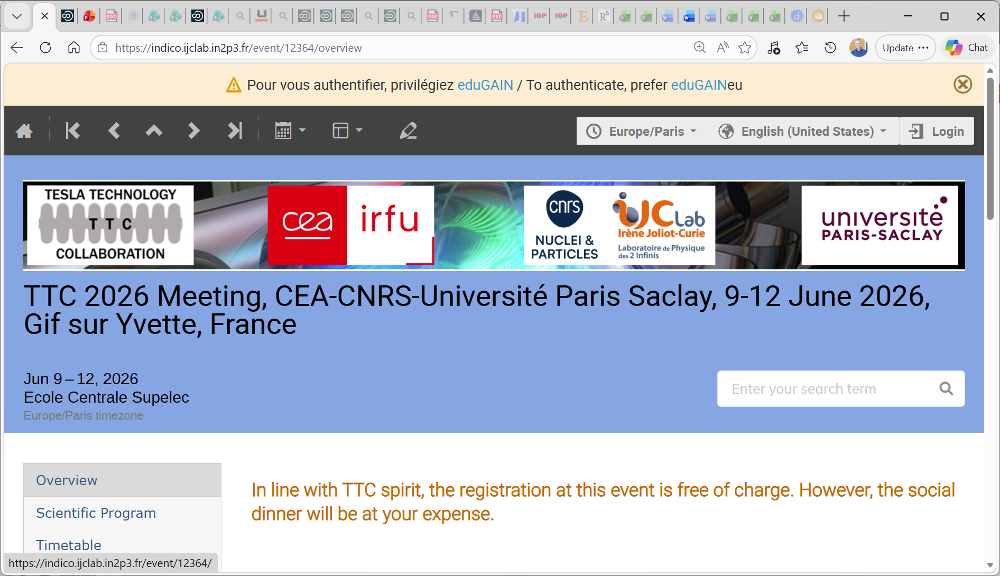 https://indico.ijclab.in2p3.fr/event/12364/overview
Update
Chat
Pour vous authentifier, privilégiez eduGAIN / To authenticate, prefer eduGAINeu
Europe/Paris
English (United States)
Login
TESLA TECHNOLOGY
T T C
COLLABORATION
cea
irfu
cnrs
NUCLEI &
PARTICLES
iJCLab
Irène Joliot-Curie
Laboratoire de Physique
des 2 Infinis
université
PARIS-SACLAY
TTC 2026 Meeting, CEA-CNRS-Université Paris Saclay, 9-12 June 2026,
Gif sur Yvette, France
Jun 9 – 12, 2026
Ecole Centrale Supelec
Europe/Paris timezone
Enter your search term
Overview
Scientific Program
Timetable
In line with TTC spirit, the registration at this event is free of charge. However, the social
dinner will be at your expense.
https://indico.ijclab.in2p3.fr/event/12364/